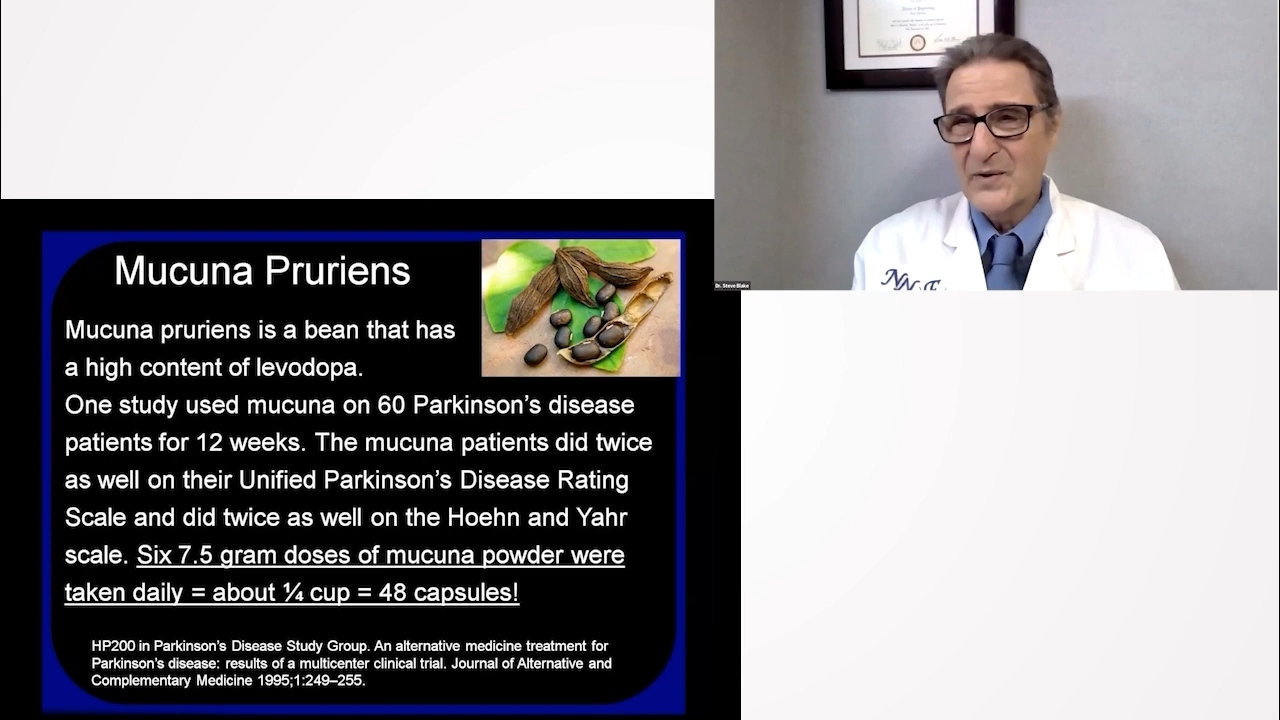 Mucuna Pruriens
Mucuna pruriens is a bean that has
a high content of levodopa.
One study used mucuna on 60 Parkinson’s disease
patients for 12 weeks. The mucuna patients did twice
as well on their Unified Parkinson’s Disease Rating
Scale and did twice as well on the Hoehn and Yahr
scale. Six 7.5 gram doses of mucuna powder were
taken daily = about ¼ cup = 48 capsules!
HP200 in Parkinson’s Disease Study Group. An alternative medicine treatment for
Parkinson’s disease: results of a multicenter clinical trial. Journal of Alternative and
Complementary Medicine 1995;1:249–255.
Dr. Steve Blake